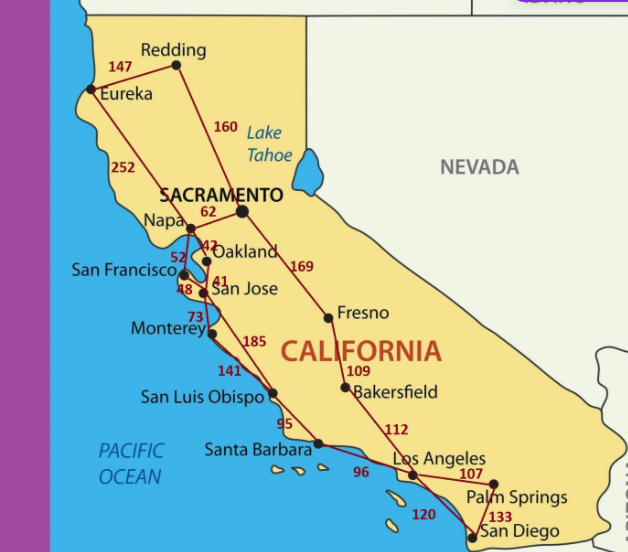 Redding
147
Eureka
160
Lake
Tahoe
252
NEVADA
SACRAMENTO
62
Napa
42
Oakland
52
San Francisco
169
41
48
San Jose
73
Fresno
Monterey
185
CALIFORNIA
141
109
Bakersfield
San Luis Obispo
95
112
PACIFIC
OCEAN
Santa Barbara
Los Angeles
96
107
Palm Springs
120
133
San Diego